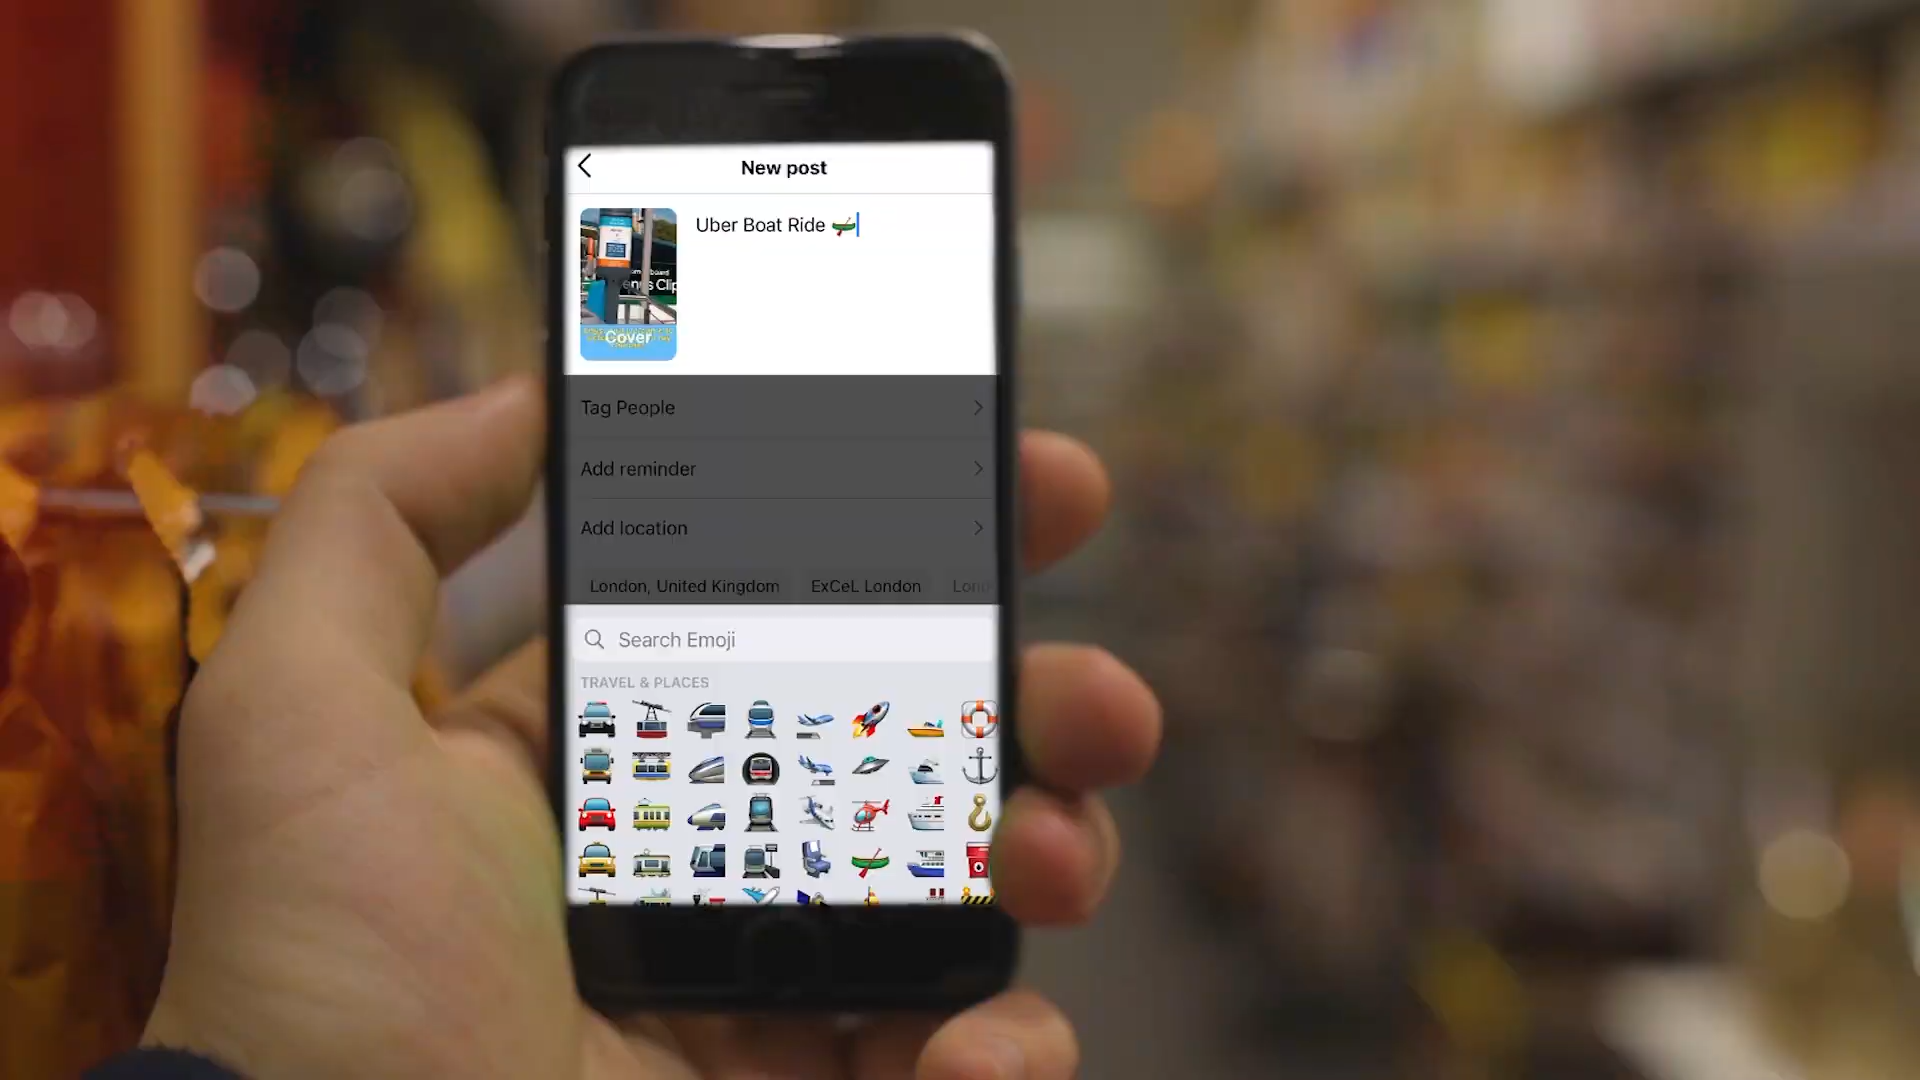 New post
Uber Boat Ride 🛶
Cover
Tag People
Add reminder
Add location
London, United Kingdom
ExCeL London
Search Emoji
TRAVEL & PLACES